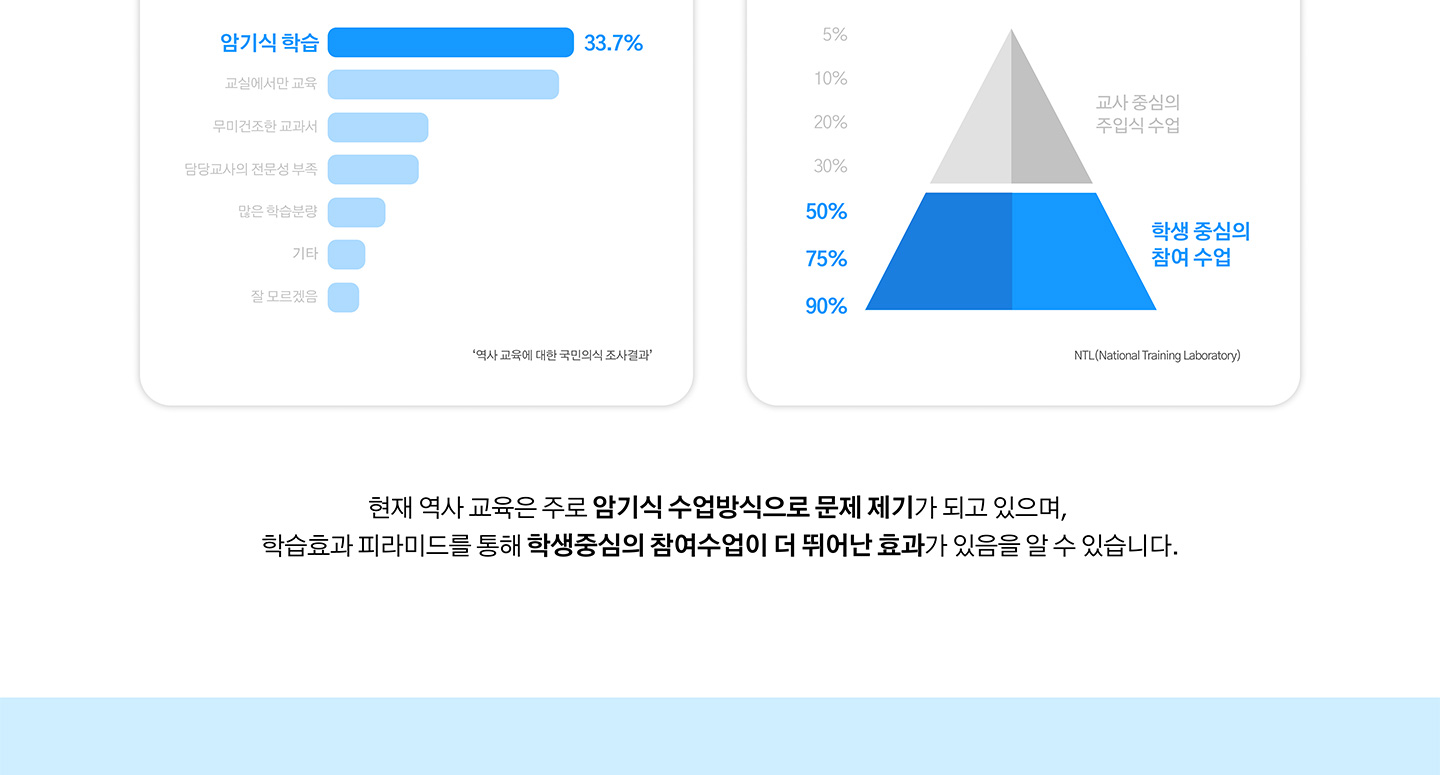 암기식 학습 33.7%
교실에서만 교육
무미건조한 교과서
담당교사의 전문성 부족
많은 학습분량
기타
잘 모르겠음
'역사 교육에 대한 국민의식 조사결과'
5%
10%
20%
30%
교사 중심의
주입식 수업
50%
75%
90%
학생 중심의
참여 수업
NTL(National Training Laboratory)
현재 역사 교육은 주로 암기식 수업방식으로 문제 제기가 되고 있으며,
학습효과 피라미드를 통해 학생중심의 참여수업이 더 뛰어난 효과가 있음을 알 수 있습니다.